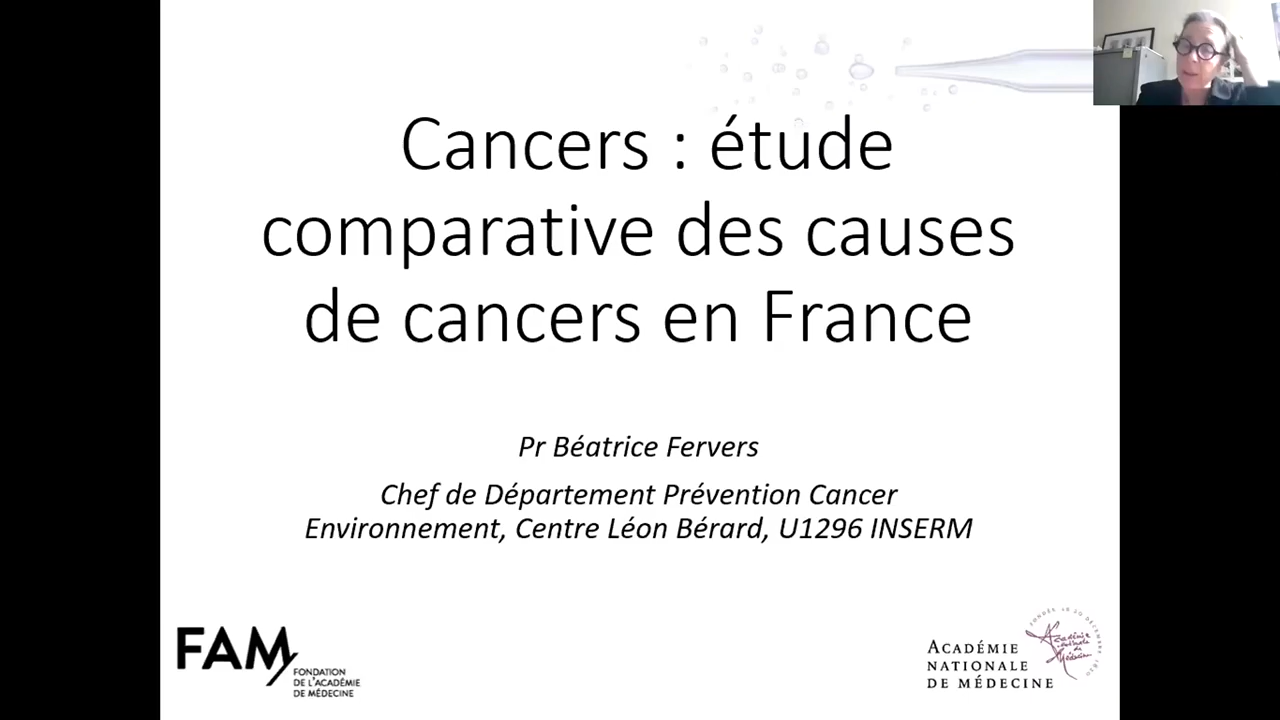 Cancers : étude
comparative des causes
de cancers en France
Pr Béatrice Fervers
Chef de Département Prévention Cancer
Environnement, Centre Léon Bérard, U1296 INSERM
FAM
FONDATION
DE L'ACADÉMIE
DE MÉDECINE
ACADÉMIE
NATIONALE
DE MÉDECINE